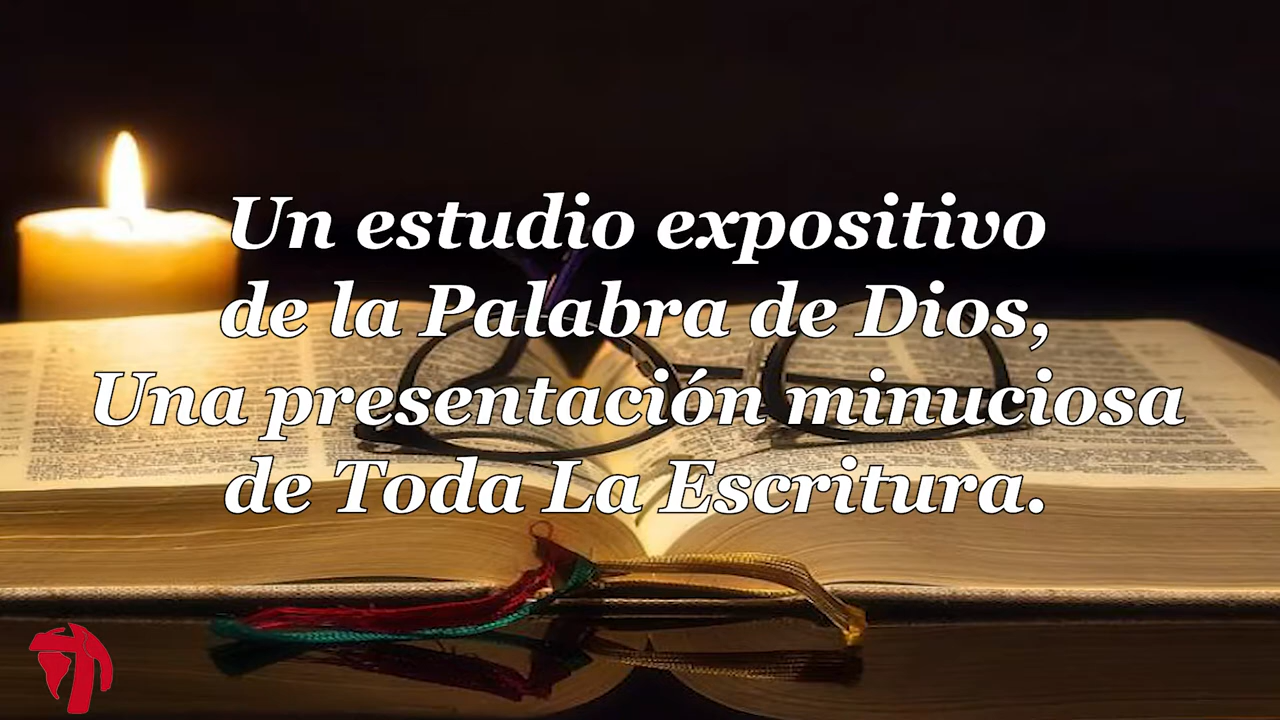 Un estudio expositivo
de la Palabra de Dios,
Una presentación minuciosa
de Toda La Escritura.